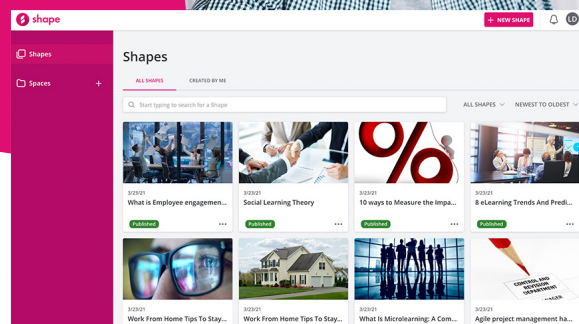 shape
+ NEW SHAPE
LD
Shapes
Spaces +
Shapes
ALL SHAPES CREATED BY ME
Start typing to search for a Shape
ALL SHAPES NEWEST TO OLDEST
3/23/21 3/23/21 3/23/21 3/23/21
What is Employee engagemen... Social Learning Theory 10 ways to Measure the Impa... 8 eLearning Trends And Predi...
Published ... Published ... Published ... Published ...
CONTROL AND
REVISION
DEPARTMENT
3/23/21 3/23/21 3/23/21 3/23/21
Work From Home Tips To Stay... Work From Home Tips To Stay... What Is Microlearning: A Com... Agile project management ha...